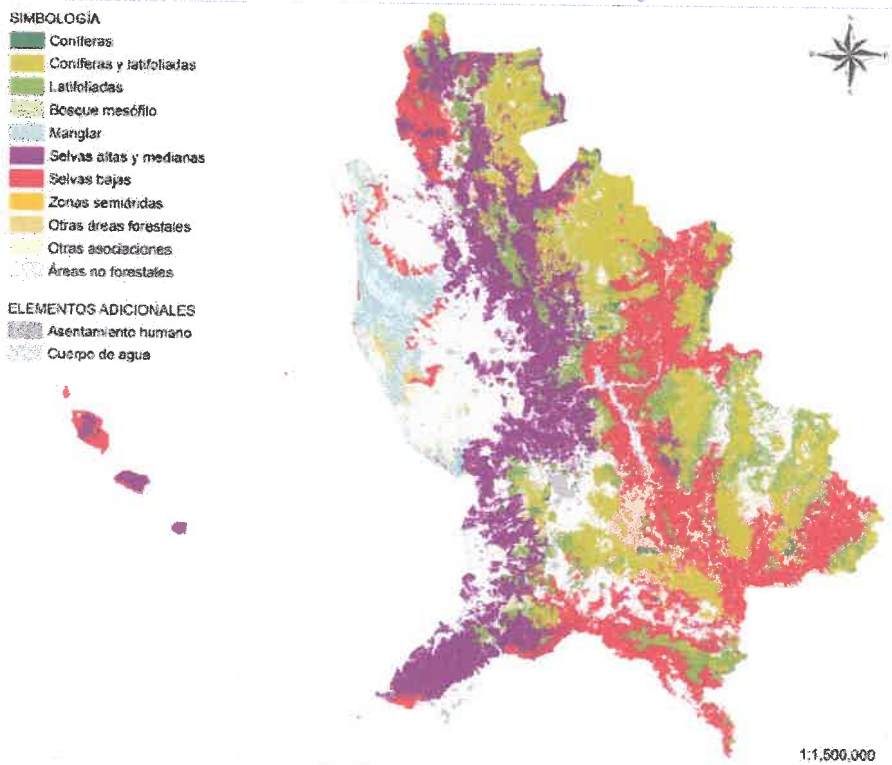 SIMBOLOGÍA
Coníferas
Coníferas y latifoliadas
Latifoliadas
Bosque mesófilo
Manglar
Selvas altas y medianas
Selvas bajas
Zonas semiáridas
Otras áreas forestales
Otras asociaciones
Áreas no forestales
ELEMENTOS ADICIONALES
Asentamiento humano
Cuerpo de agua
1:1,500,000